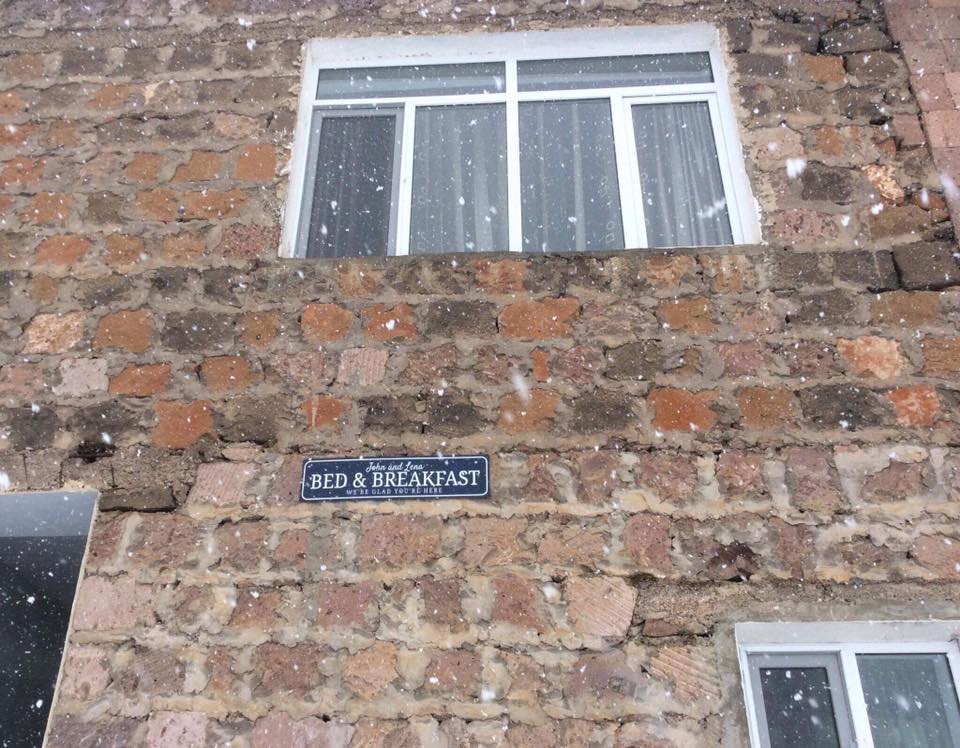 John and Lena
BED & BREAKFAST
WE'RE GLAD YOU'RE HERE